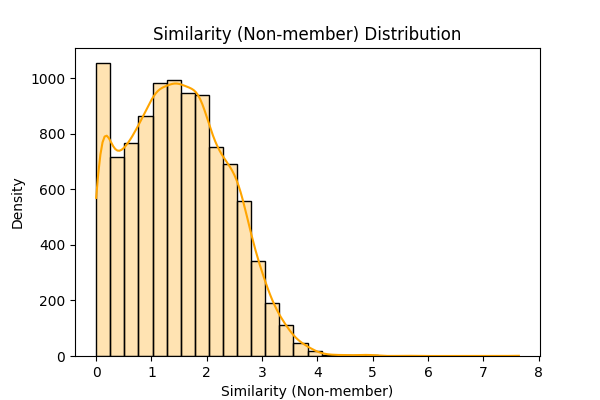 Similarity (Non-member) Distribution
Density
1000
800
600
400
200
0
0 1 2 3 4 5 6 7 8
Similarity (Non-member)